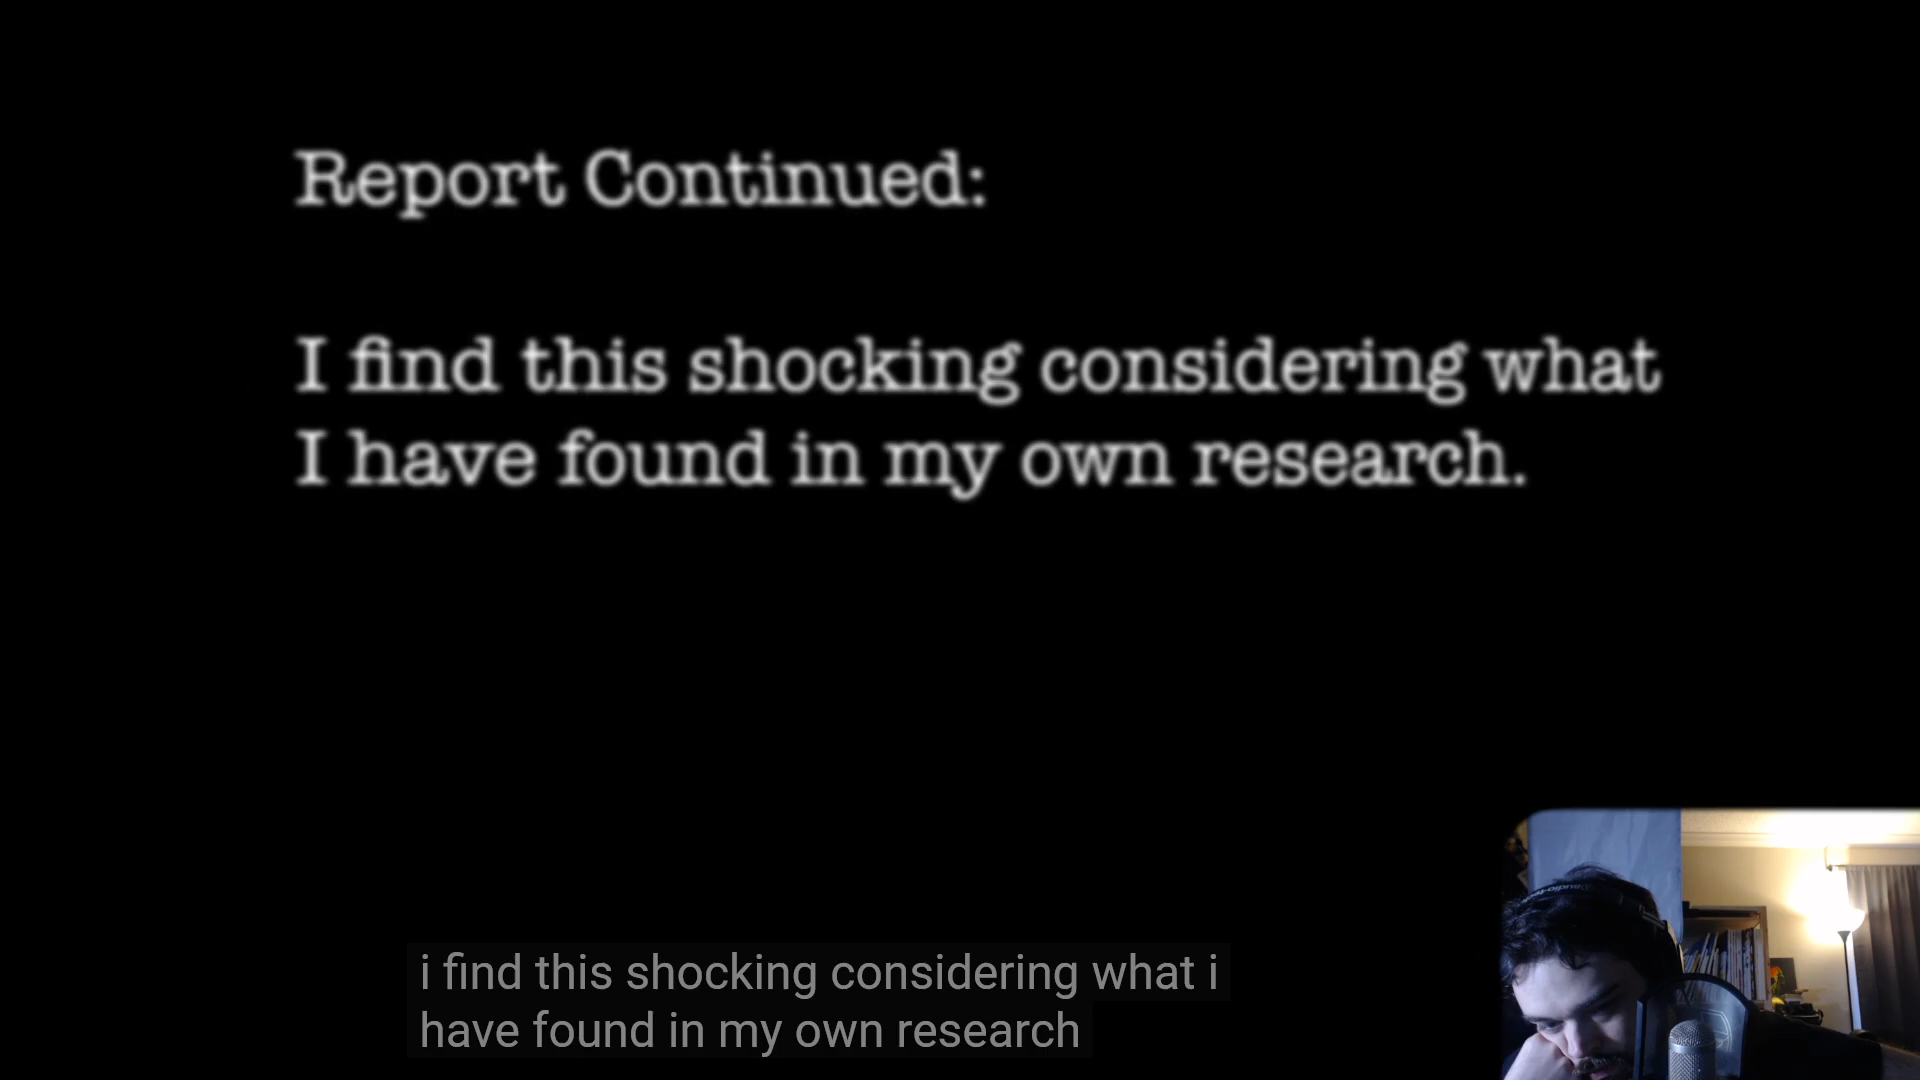 Report Continued:
I find this shocking considering what
I have found in my own research.
i find this shocking considering what i
have found in my own research